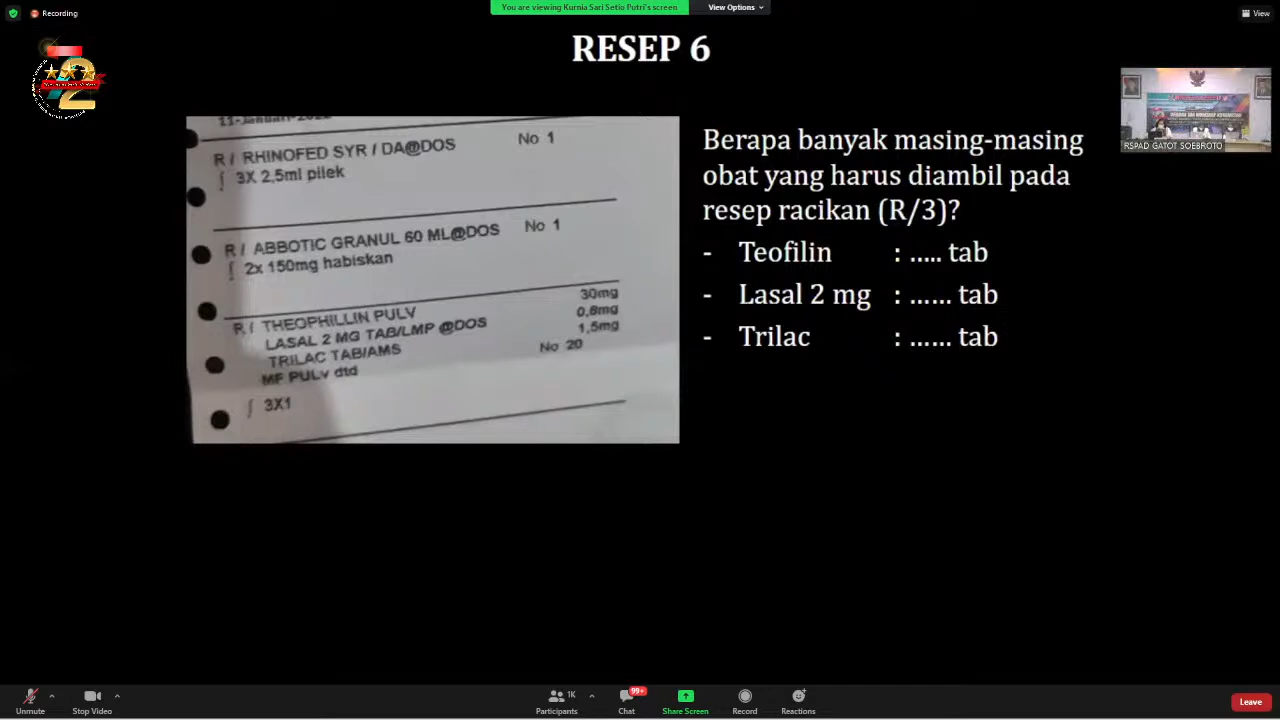 Recording
You are viewing Kurnia Sari Setio Putri's screen
View Options
View
RESEP 6
72
11-Januari-2022
R / RHINOFED SYR / DA@DOS No 1
∫ 3X 2,5ml pilek
R / ABBOTIC GRANUL 60 ML@DOS No 1
∫ 2x 150mg habiskan
R / THEOPHILLIN PULV 30mg
LASAL 2 MG TAB/LMP @DOS 0,8mg
TRILAC TAB/AMS 1,5mg
MF PULv dtd No 20
∫ 3X1
Berapa banyak masing-masing
obat yang harus diambil pada
resep racikan (R/3)?
- Teofilin : ..... tab
- Lasal 2 mg : ...... tab
- Trilac : ...... tab
RSPAD GATOT SOEBROTO
Unmute
Stop Video
Participants
1K
Chat
99+
Share Screen
Record
Reactions
Leave